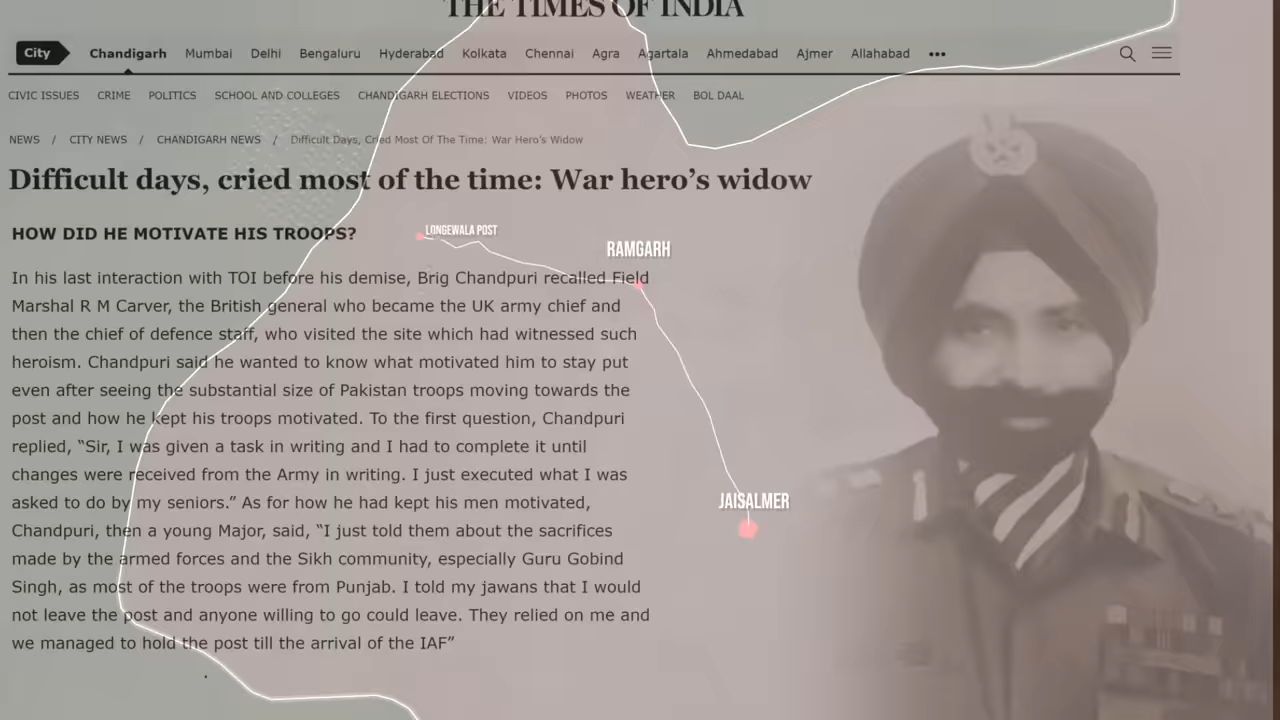 THE TIMES OF INDIA
City Chandigarh Mumbai Delhi Bengaluru Hyderabad Kolkata Chennai Agra Agartala Ahmedabad Ajmer Allahabad •••
CIVIC ISSUES CRIME POLITICS SCHOOL AND COLLEGES CHANDIGARH ELECTIONS VIDEOS PHOTOS WEATHER BOL DAAL
NEWS / CITY NEWS / CHANDIGARH NEWS / Difficult Days, Cried Most Of The Time: War Hero's Widow
Difficult days, cried most of the time: War hero's widow
HOW DID HE MOTIVATE HIS TROOPS?
In his last interaction with TOI before his demise, Brig Chandpuri recalled Field
Marshal R M Carver, the British general who became the UK army chief and
then the chief of defence staff, who visited the site which had witnessed such
heroism. Chandpuri said he wanted to know what motivated him to stay put
even after seeing the substantial size of Pakistan troops moving towards the
post and how he kept his troops motivated. To the first question, Chandpuri
replied, “Sir, I was given a task in writing and I had to complete it until
changes were received from the Army in writing. I just executed what I was
asked to do by my seniors.” As for how he had kept his men motivated,
Chandpuri, then a young Major, said, “I just told them about the sacrifices
made by the armed forces and the Sikh community, especially Guru Gobind
Singh, as most of the troops were from Punjab. I told my jawans that I would
not leave the post and anyone willing to go could leave. They relied on me and
we managed to hold the post till the arrival of the IAF”
.
LONGEWALA POST
RAMGARH
JAISALMER